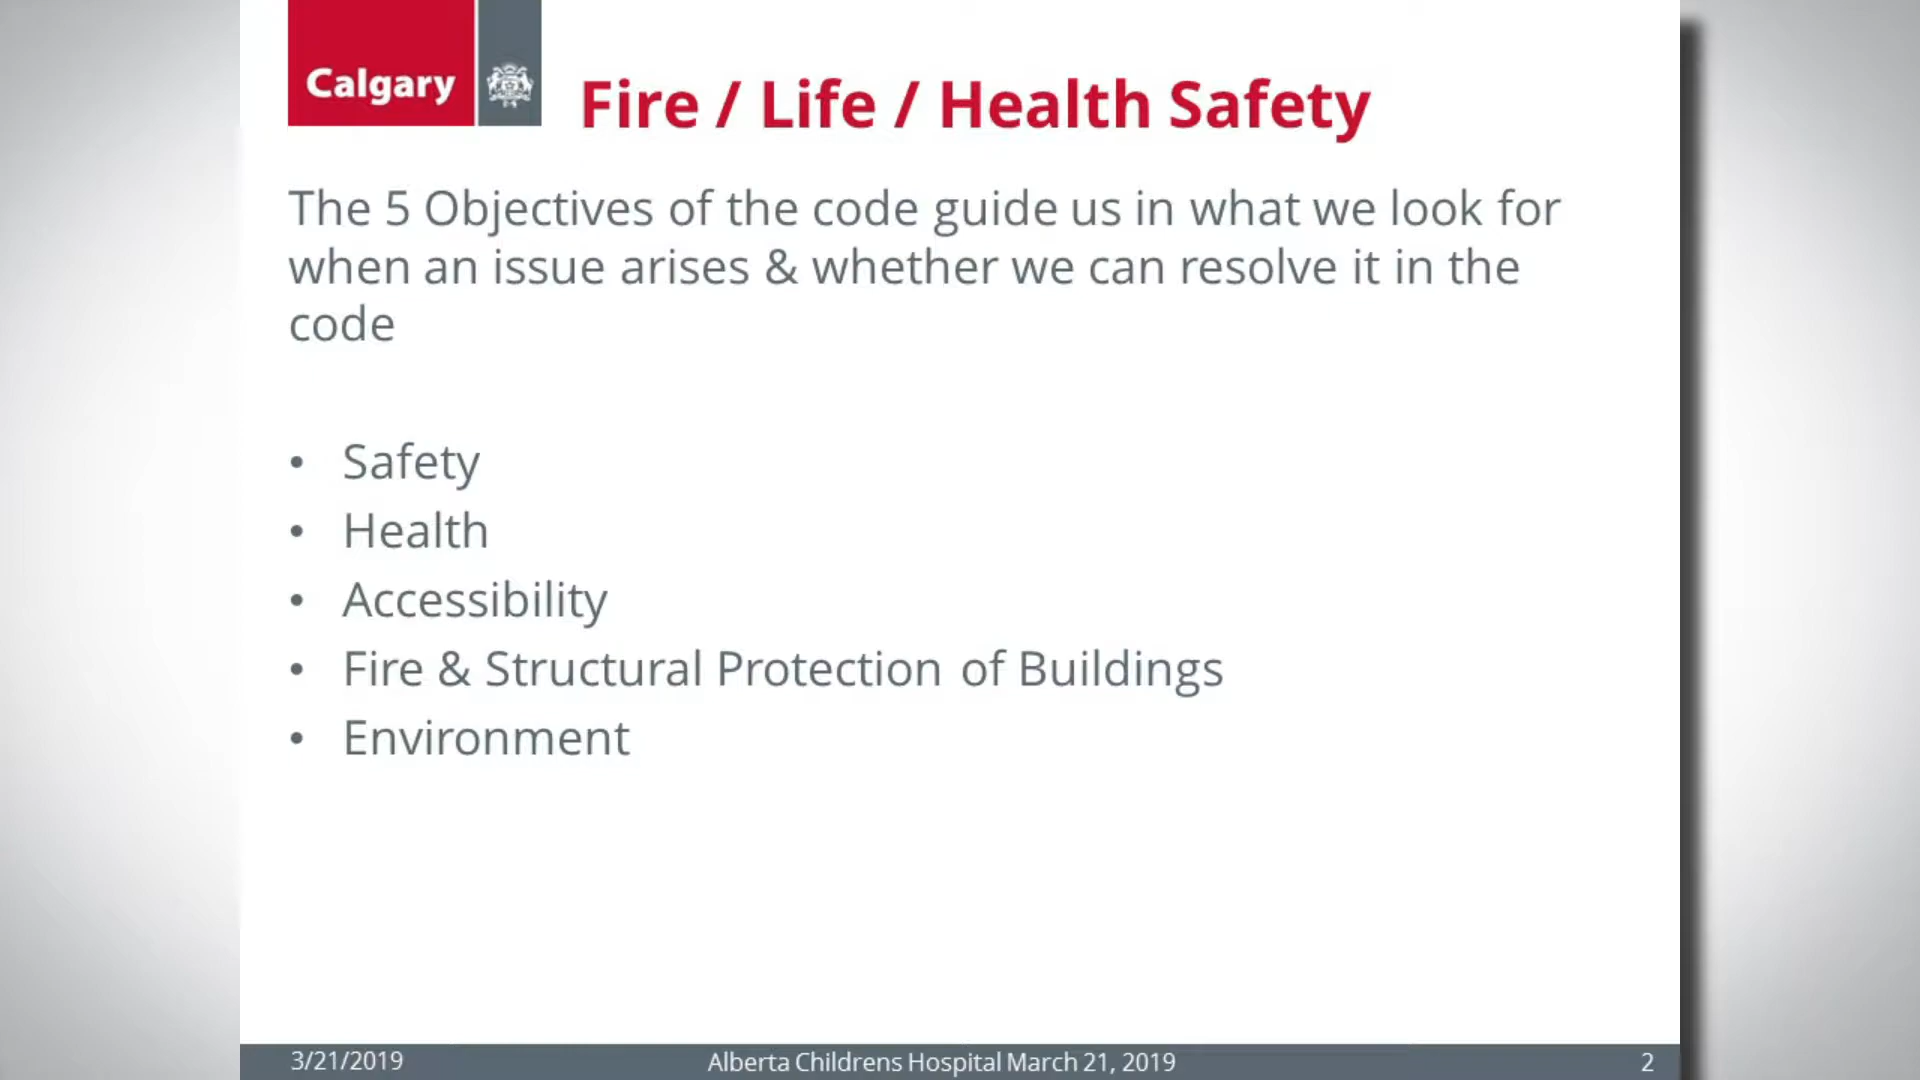 Calgary
Fire / Life / Health Safety
The 5 Objectives of the code guide us in what we look for
when an issue arises & whether we can resolve it in the
code
• Safety
• Health
• Accessibility
• Fire & Structural Protection of Buildings
• Environment
3/21/2019
Alberta Childrens Hospital March 21, 2019
2